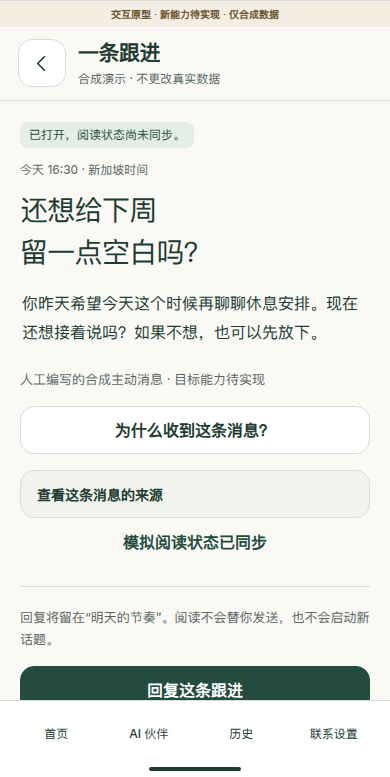 交互原型 · 新能力待实现 · 仅合成数据
一条跟进
合成演示 · 不更改真实数据
已打开，阅读状态尚未同步。
今天 16:30 · 新加坡时间
还想给下周
留一点空白吗？
你昨天希望今天这个时候再聊聊休息安排。现在
还想接着说吗？如果不想，也可以先放下。
人工编写的合成主动消息 · 目标能力待实现
为什么收到这条消息？
查看这条消息的来源
模拟阅读状态已同步
回复将留在“明天的节奏”。阅读不会替你发送，也不会启动新
话题。
回复这条跟进
首页
AI 伙伴
历史
联系设置